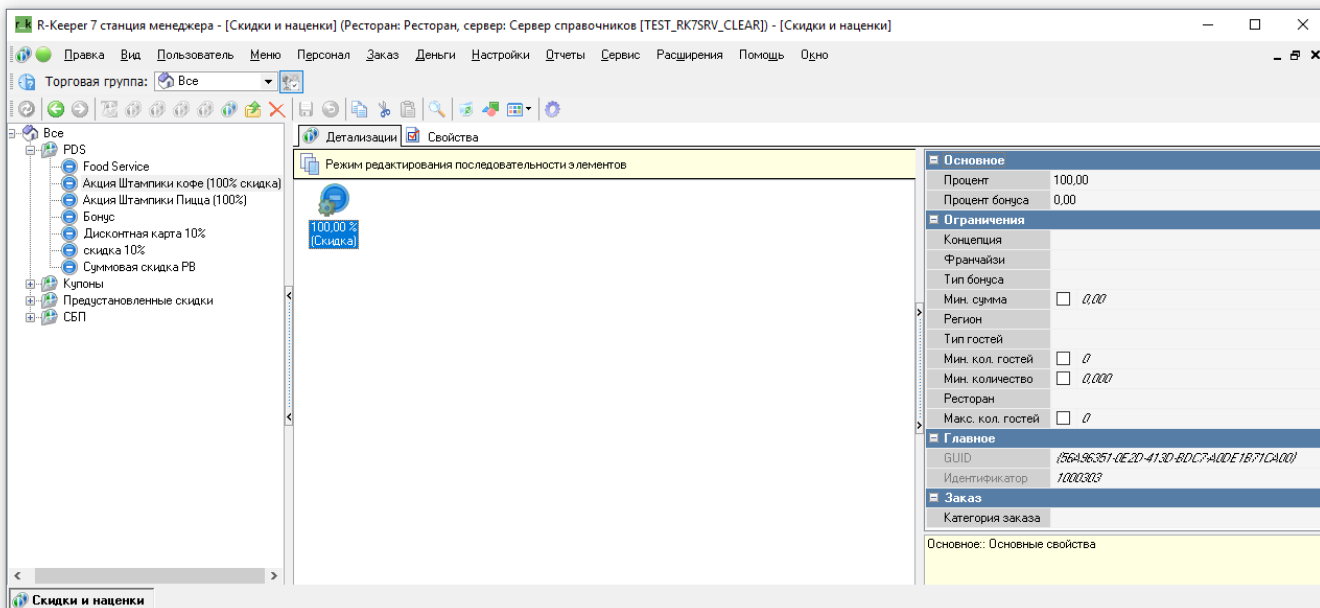 R-Keeper 7 станция менеджера - [Скидки и наценки] (Ресторан: Ресторан, сервер: Сервер справочников [TEST_RK7SRV_CLEAR]) - [Скидки и наценки]
Правка Вид Пользователь Меню Персонал Заказ Деньги Настройки Отчеты Сервис Расширения Помощь Окно
Торговая группа: Все
Все
PDS
Food Service
Акция Штампики кофе (100% скидка)
Акция Штампики Пицца (100%)
Бонус
Дисконтная карта 10%
скидка 10%
Суммовая скидка РВ
Купоны
Предустановленные скидки
СБП
Детализации Свойства
Режим редактирования последовательности элементов
100,00 %
(Скидка)
Основное
Процент 100,00
Процент бонуса 0,00
Ограничения
Концепция
Франчайзи
Тип бонуса
Мин. сумма 0,00
Регион
Тип гостей
Мин. кол. гостей 0
Мин. количество 0,000
Ресторан
Макс. кол. гостей 0
Главное
GUID {56A96351-0E2D-413D-BDC7-A0DE1B71CA00}
Идентификатор 1000303
Заказ
Категория заказа
Основное:: Основные свойства
Скидки и наценки